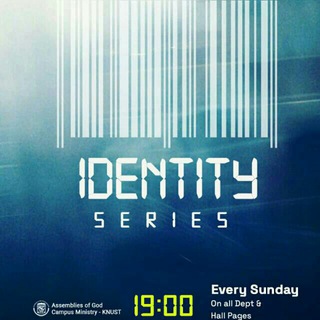 IDENTITY
SERIES
Assemblies of God
Campus Ministry - KNUST
19:00
Every Sunday
On all Dept &
Hall Pages